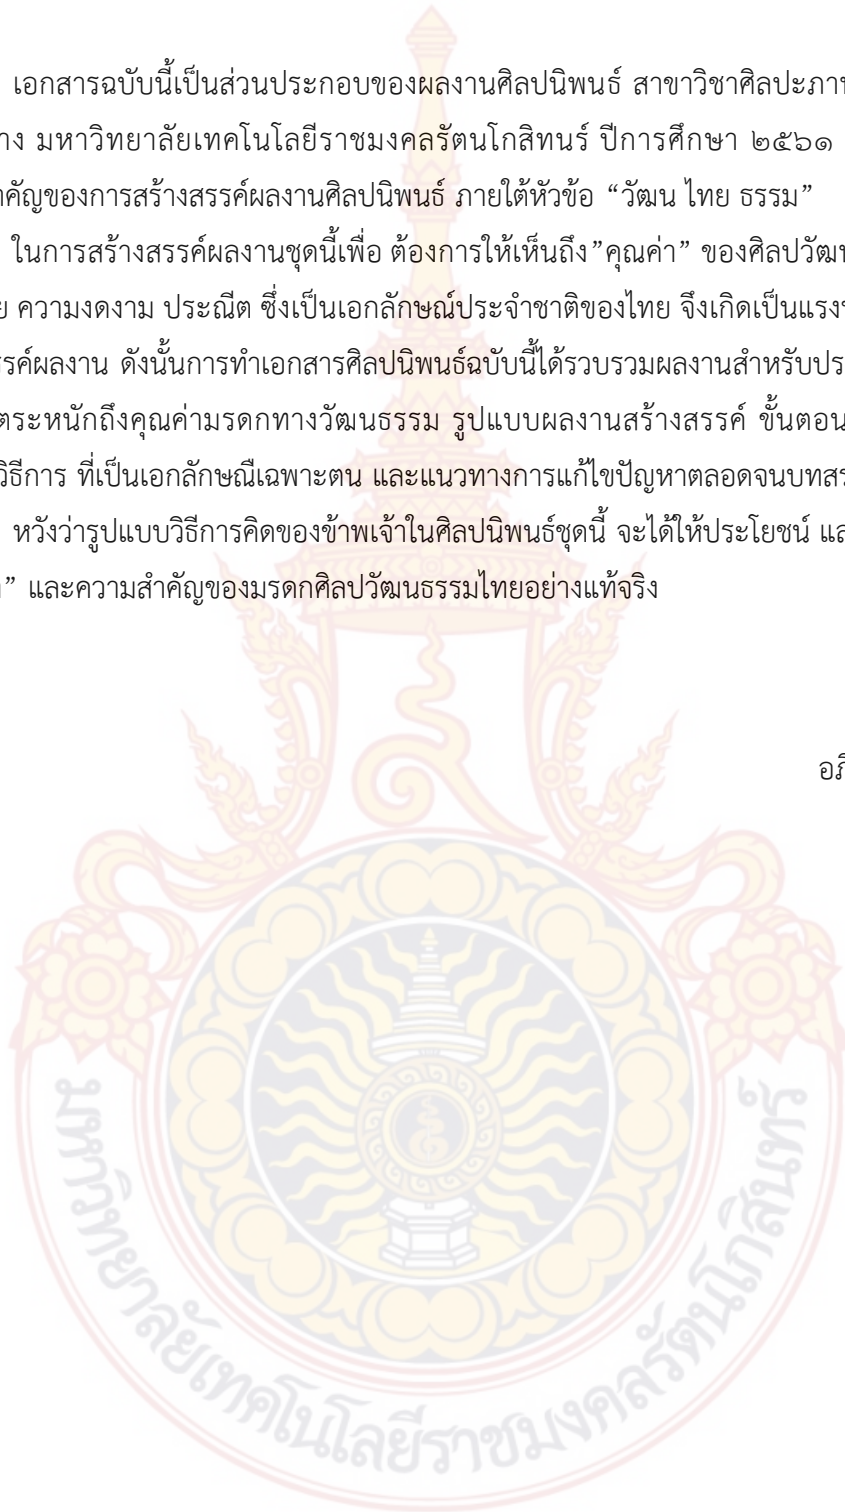 เอกสารฉบับนี้เป็นส่วนประกอบของผลงานศิลปนิพนธ์ สาขาวิชาศิลปะภาพ
าง มหาวิทยาลัยเทคโนโลยีราชมงคลรัตนโกสิทนร์ ปีการศึกษา ๒๕๖๑
ำคัญของการสร้างสรรค์ผลงานศิลปนิพนธ์ ภายใต้หัวข้อ “วัฒน ไทย ธรรม”
ในการสร้างสรรค์ผลงานชุดนี้เพื่อ ต้องการให้เห็นถึง”คุณค่า” ของศิลปวัฒน
ย ความงดงาม ประณีต ซึ่งเป็นเอกลักษณ์ประจำชาติของไทย จึงเกิดเป็นแรง
รค์ผลงาน ดังนั้นการทำเอกสารศิลปนิพนธ์ฉบับนี้ได้รวบรวมผลงานสำหรับประ
ตระหนักถึงคุณค่ามรดกทางวัฒนธรรม รูปแบบผลงานสร้างสรรค์ ขั้นตอน
วิธีการ ที่เป็นเอกลักษณืเฉพาะตน และแนวทางการแก้ไขปัญหาตลอดจนบทสร
หวังว่ารูปแบบวิธีการคิดของข้าพเจ้าในศิลปนิพนธ์ชุดนี้ จะได้ให้ประโยชน์ แล
” และความสำคัญของมรดกศิลปวัฒนธรรมไทยอย่างแท้จริง
อภิ
มหาวิทยาลัยเทคโนโลยีราชมงคลรัตนโกสินทร์